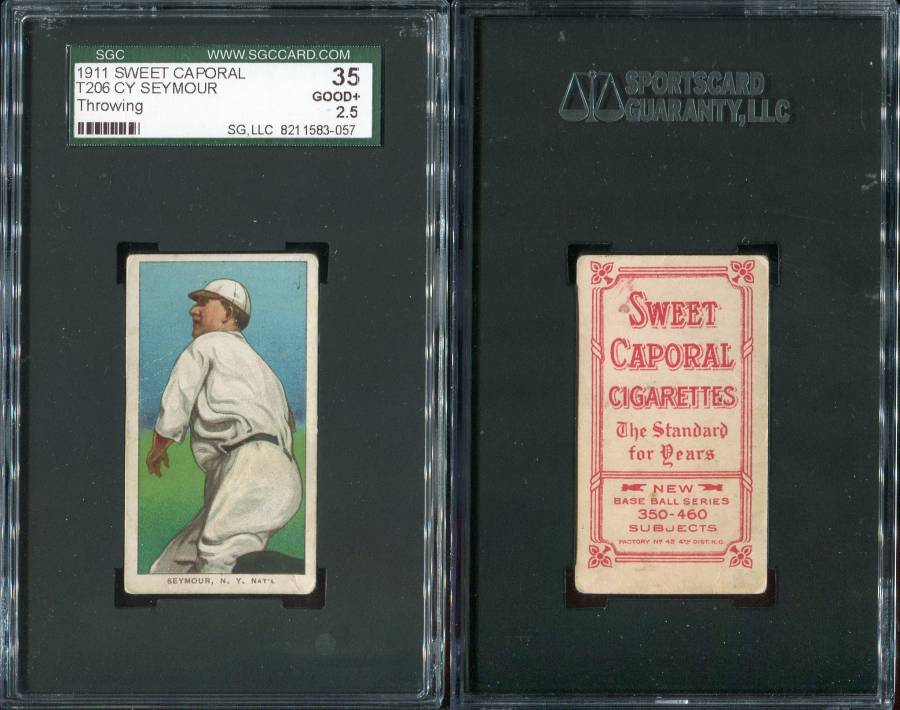 SGC WWW.SGCCARD.COM
1911 SWEET CAPORAL 35
T206 CY SEYMOUR GOOD+
Throwing 2.5
SG,LLC 8211583-057
SEYMOUR, N. Y. NAT'L
SPORTSCARD
GUARANTY, LLC
SWEET
CAPORAL
CIGARETTES
The Standard
for Years
NEW
BASE BALL SERIES
350-460
SUBJECTS
FACTORY Nº 42 4TH DIST. N.C.